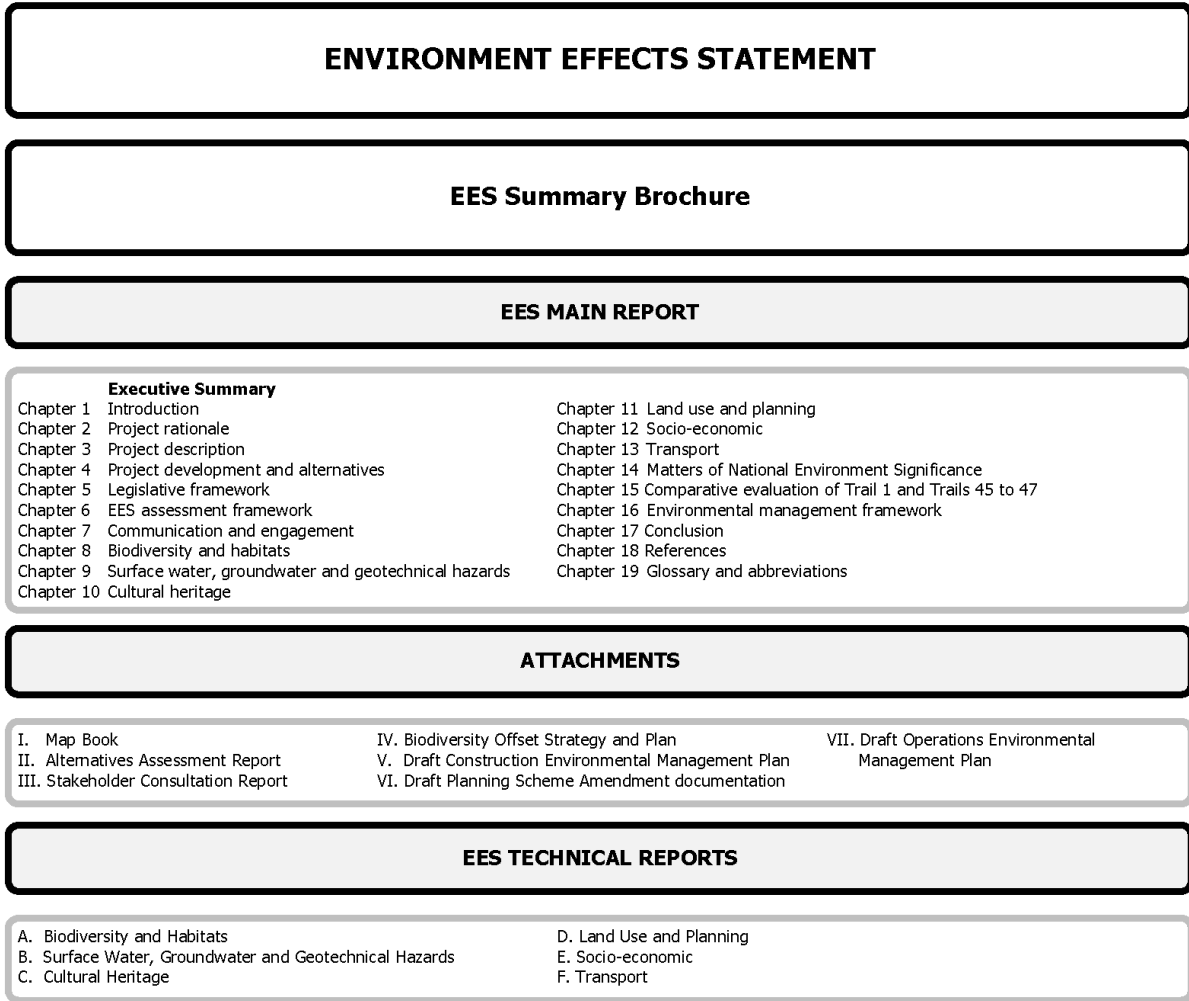 ENVIRONMENT EFFECTS STATEMENT
EES Summary Brochure
EES MAIN REPORT
Executive Summary
Chapter 1 Introduction
Chapter 2 Project rationale
Chapter 3 Project description
Chapter 4 Project development and alternatives
Chapter 5 Legislative framework
Chapter 6 EES assessment framework
Chapter 7 Communication and engagement
Chapter 8 Biodiversity and habitats
Chapter 9 Surface water, groundwater and geotechnical hazards
Chapter 10 Cultural heritage
Chapter 11 Land use and planning
Chapter 12 Socio-economic
Chapter 13 Transport
Chapter 14 Matters of National Environment Significance
Chapter 15 Comparative evaluation of Trail 1 and Trails 45 to 47
Chapter 16 Environmental management framework
Chapter 17 Conclusion
Chapter 18 References
Chapter 19 Glossary and abbreviations
ATTACHMENTS
I. Map Book
II. Alternatives Assessment Report
III. Stakeholder Consultation Report
IV. Biodiversity Offset Strategy and Plan
V. Draft Construction Environmental Management Plan
VI. Draft Planning Scheme Amendment documentation
VII. Draft Operations Environmental
Management Plan
EES TECHNICAL REPORTS
A. Biodiversity and Habitats
B. Surface Water, Groundwater and Geotechnical Hazards
C. Cultural Heritage
D. Land Use and Planning
E. Socio-economic
F. Transport